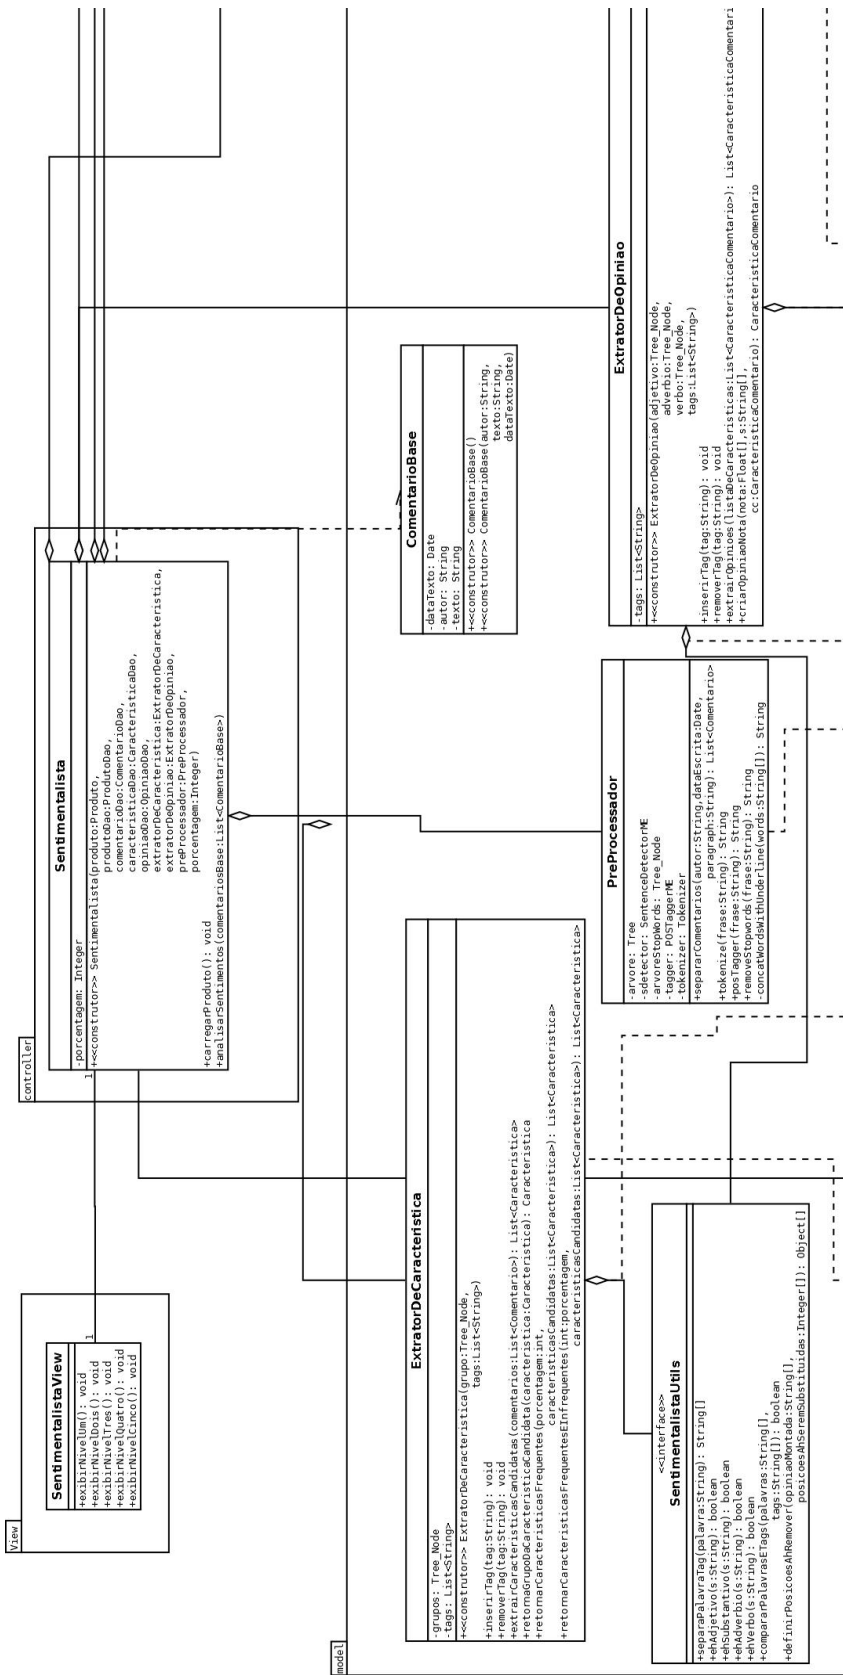 View
SentimentalistaView
+exibirNivelUm(): void
+exibirNivelDois(): void
+exibirNivelTres(): void
+exibirNivelQuatro(): void
+exibirNivelCinco(): void
1
1
controller
Sentimentalista
-porcentagem: Integer
+<<construtor>> Sentimentalista(produto:Produto,
produtoDao:ProdutoDao,
comentarioDao:ComentarioDao,
caracteristicaDao:CaracteristicaDao,
opiniaoDao:OpiniaoDao,
extratorDeCaracteristica:ExtratorDeCaracteristica,
extratorDeOpiniao:ExtratorDeOpiniao,
preProcessador:PreProcessador,
porcentagem:Integer)
+carregarProduto(): void
+analisarSentimentos(comentariosBase:List<ComentarioBase>)
model
ExtratorDeCaracteristica
-grupos: Tree_Node
-tags: List<String>
+<<construtor>> ExtratorDeCaracteristica(grupo:Tree_Node,
tags:List<String>)
+inserirTag(tag:String): void
+removerTag(tag:String): void
+extrairCaracteristicasCandidatas(comentarios:List<Comentario>): List<Caracteristica>
+retornaGrupoDaCaracteristicaCandidata(caracteristica:Caracteristica): Caracteristica
+retornarCaracteristicasFrequentes(porcentagem:int,
caracteristicasCandidatas:List<Caracteristica>): List<Caracteristica>
+retornarCaracteristicasFrequentesEInfrequentes(int:porcentagem,
caracteristicasCandidatas:List<Caracteristica>): List<Caracteristica>
ComentarioBase
-dataTexto: Date
-autor: String
-texto: String
+<<construtor>> ComentarioBase()
+<<construtor>> ComentarioBase(autor:String,
texto:String,
dataTexto:Date)
PreProcessador
-arvore: Tree
-sdetector: SentenceDetectorME
-arvoreStopWords: Tree_Node
-tagger: POSTaggerME
-tokenizer: Tokenizer
+separarComentarios(autor:String,dataEscrita:Date,
paragraph:String): List<Comentario>
+tokenize(frase:String): String
+posTagger(frase:String): String
+removeStopwords(frase:String): String
-concatWordsWithUnderline(words:String[]): String
ExtratorDeOpiniao
-tags: List<String>
+<<construtor>> ExtratorDeOpiniao(adjetivo:Tree_Node,
adverbio:Tree_Node,
verbo:Tree_Node,
tags:List<String>)
+inserirTag(tag:String): void
+removerTag(tag:String): void
+extrairOpinioes(listaDeCaracteristicas:List<CaracteristicaComentario>): List<CaracteristicaComentari
+criarOpiniaoNota(nota:Float[],s:String[],
cc:CaracteristicaComentario): CaracteristicaComentario
<<interface>>
SentimentalistaUtils
+separaPalavraTag(palavra:String): String[]
+ehAdjetivo(s:String): boolean
+ehSubstantivo(s:String): boolean
+ehAdverbio(s:String): boolean
+ehVerbo(s:String): boolean
+compararPalavrasETags(palavras:String[],
tags:String[]): boolean
+definirPosicoesAhRemover(opiniaoMontada:String[],
posicoesAhSeremSubstituidas:Integer[]): Object[]